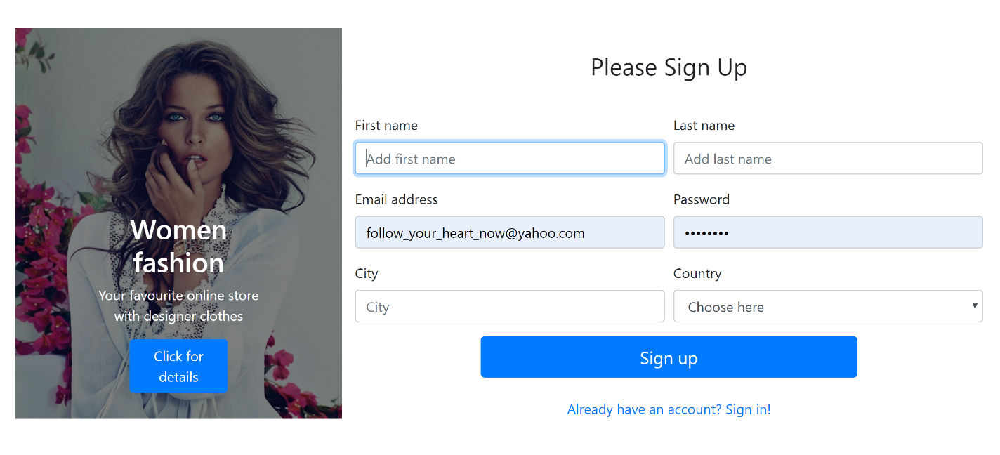 Please Sign Up
First name
Last name
Add first name
Add last name
Email address
Password
follow_your_heart_now@yahoo.com
••••••••
City
Country
City
Choose here
Sign up
Already have an account? Sign in!
Women
fashion
Your favourite online store
with designer clothes
Click for
details